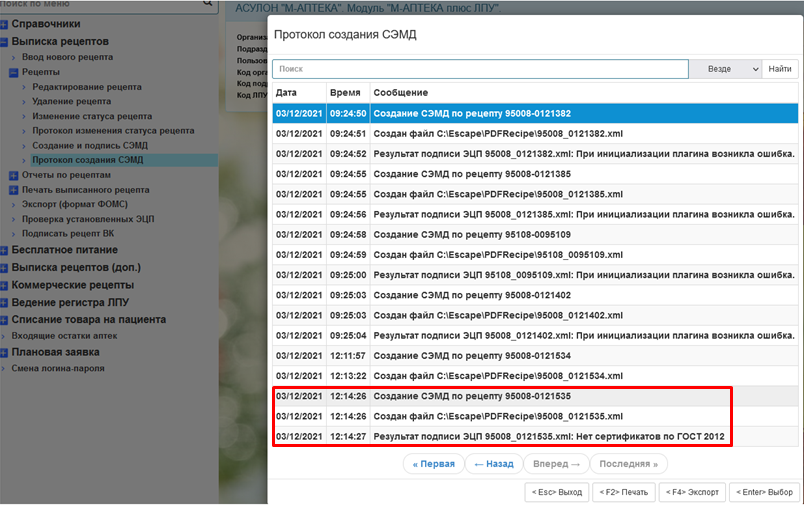 Поиск по меню
АСУЛОН "М-АПТЕКА". Модуль "М-АПТЕКА плюс ЛПУ".
Справочники
Выписка рецептов
Ввод нового рецепта
Рецепты
Редактирование рецепта
Удаление рецепта
Изменение статуса рецепта
Протокол изменения статуса рецепта
Создание и подпись СЭМД
Протокол создания СЭМД
Отчеты по рецептам
Печать выписанного рецепта
Экспорт (формат ФОМС)
Проверка установленных ЭЦП
Подписать рецепт ВК
Бесплатное питание
Выписка рецептов (доп.)
Коммерческие рецепты
Ведение регистра ЛПУ
Списание товара на пациента
Входящие остатки аптек
Плановая заявка
Смена логина-пароля
Организа
Подразд
Пользов
Код орга
Код подр
Код ЛПУ
Протокол создания СЭМД
Поиск Везде Найти
Дата Время Сообщение
03/12/2021 09:24:50 Создание СЭМД по рецепту 95008-0121382
03/12/2021 09:24:51 Создан файл C:\Escape\PDFRecipe\95008_0121382.xml
03/12/2021 09:24:52 Результат подписи ЭЦП 95008_0121382.xml: При инициализации плагина возникла ошибка.
03/12/2021 09:24:55 Создание СЭМД по рецепту 95008-0121385
03/12/2021 09:24:55 Создан файл C:\Escape\PDFRecipe\95008_0121385.xml
03/12/2021 09:24:56 Результат подписи ЭЦП 95008_0121385.xml: При инициализации плагина возникла ошибка.
03/12/2021 09:24:58 Создание СЭМД по рецепту 95108-0095109
03/12/2021 09:24:59 Создан файл C:\Escape\PDFRecipe\95108_0095109.xml
03/12/2021 09:25:00 Результат подписи ЭЦП 95108_0095109.xml: При инициализации плагина возникла ошибка.
03/12/2021 09:25:03 Создание СЭМД по рецепту 95008-0121402
03/12/2021 09:25:03 Создан файл C:\Escape\PDFRecipe\95008_0121402.xml
03/12/2021 09:25:04 Результат подписи ЭЦП 95008_0121402.xml: При инициализации плагина возникла ошибка.
03/12/2021 12:11:57 Создание СЭМД по рецепту 95008-0121534
03/12/2021 12:13:22 Создан файл C:\Escape\PDFRecipe\95008_0121534.xml
03/12/2021 12:14:26 Создание СЭМД по рецепту 95008-0121535
03/12/2021 12:14:26 Создан файл C:\Escape\PDFRecipe\95008_0121535.xml
03/12/2021 12:14:27 Результат подписи ЭЦП 95008_0121535.xml: Нет сертификатов по ГОСТ 2012
« Первая ← Назад Вперед → Последняя »
< Esc> Выход < F2> Печать < F4> Экспорт < Enter> Выбор